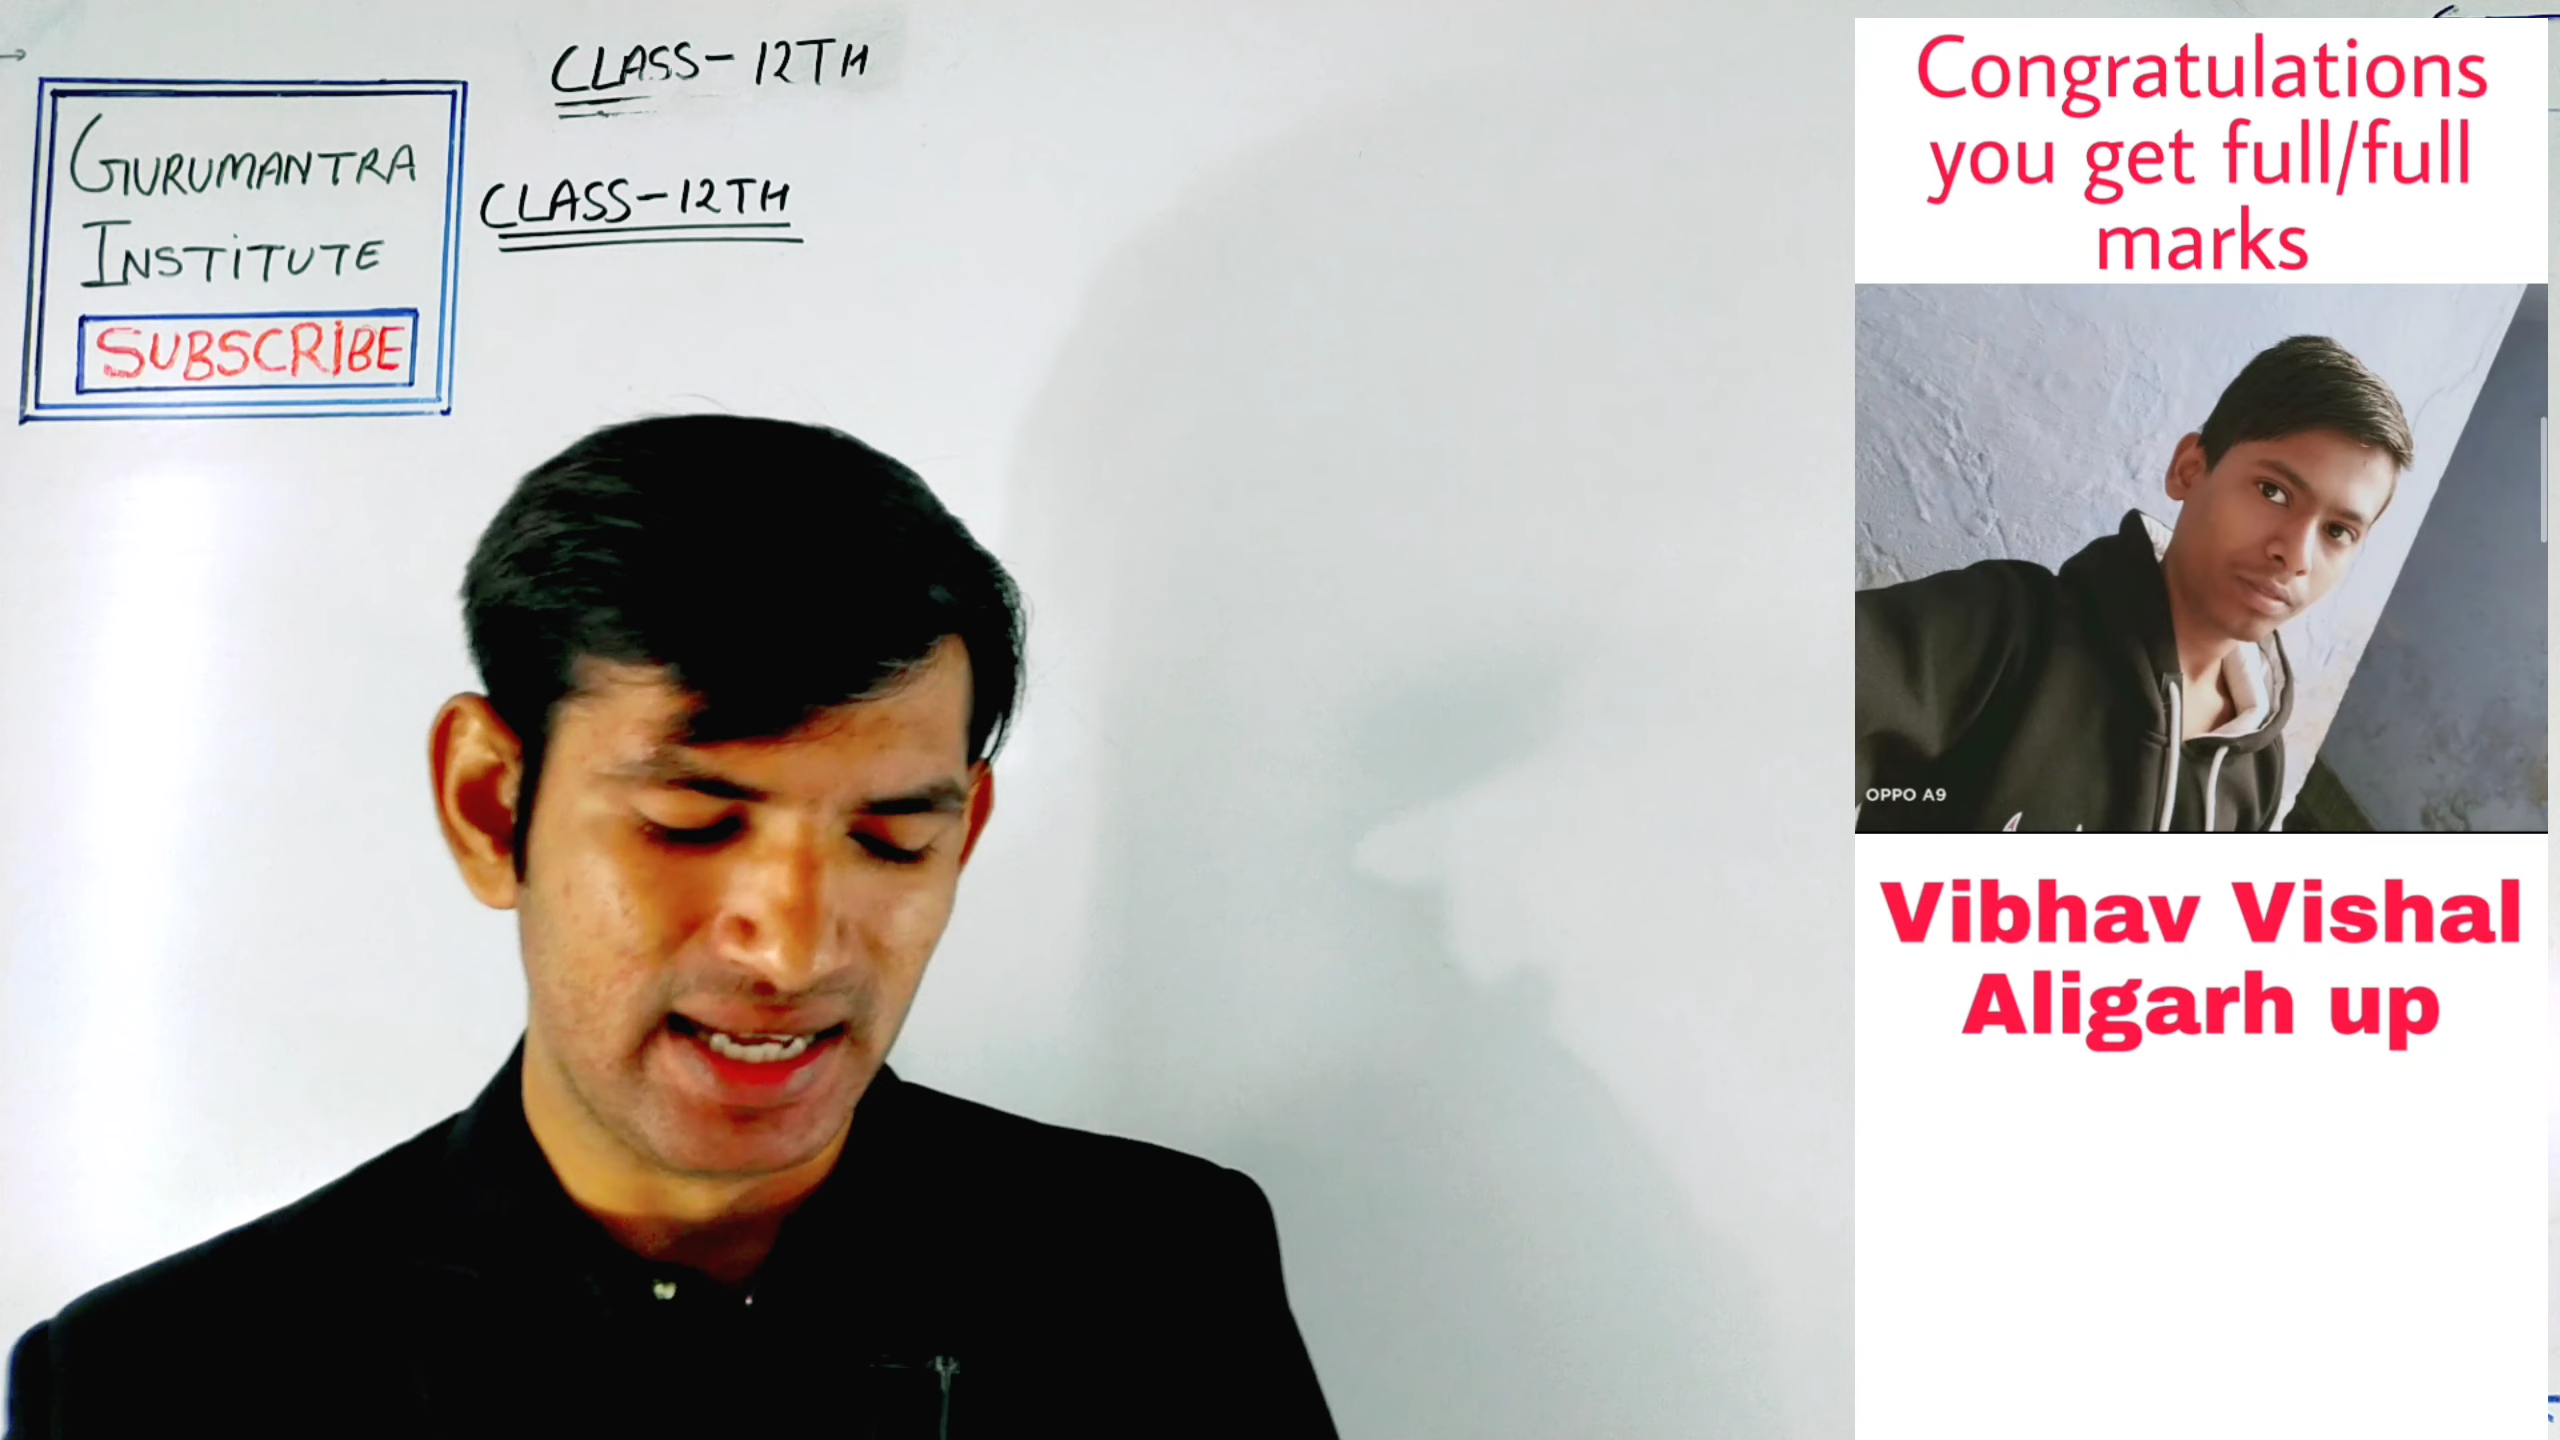 CLASS-12TH
GURUMANTRA
INSTITUTE
SUBSCRIBE
CLASS-12TH
Congratulations
you get full/full
marks
OPPO A9
Vibhav Vishal
Aligarh up